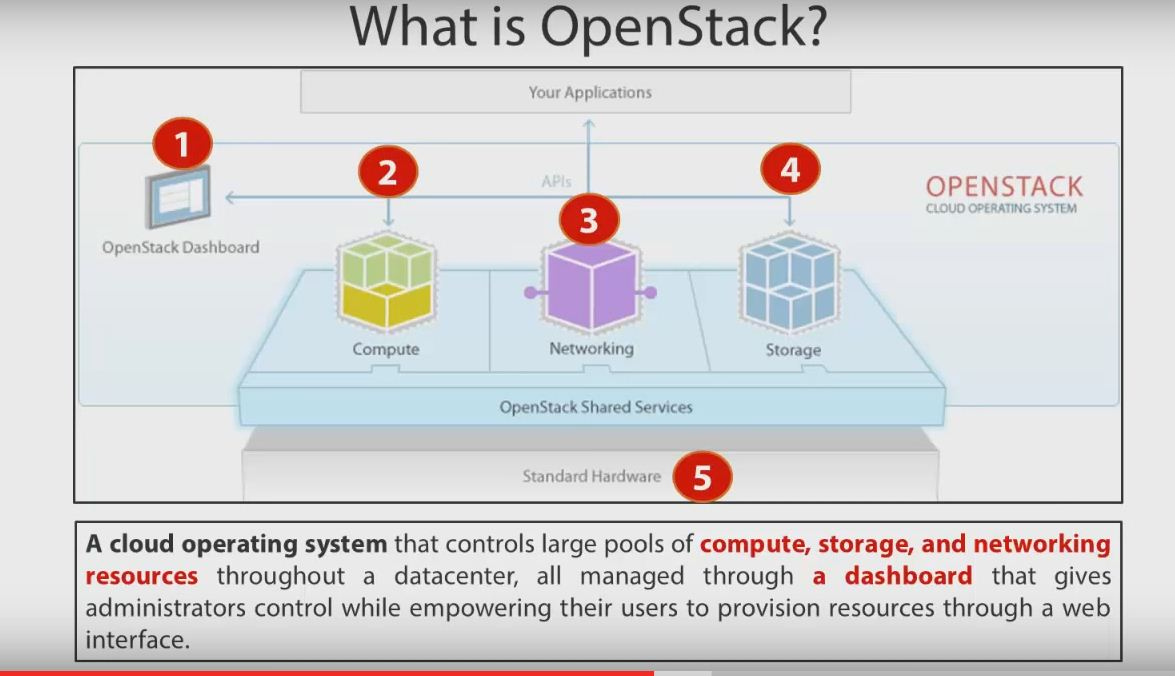 What is OpenStack?
Your Applications
1
2
APIs
4
3
OPENSTACK
CLOUD OPERATING SYSTEM
OpenStack Dashboard
Compute
Networking
Storage
OpenStack Shared Services
Standard Hardware
5
A cloud operating system that controls large pools of compute, storage, and networking
resources throughout a datacenter, all managed through a dashboard that gives
administrators control while empowering their users to provision resources through a web
interface.